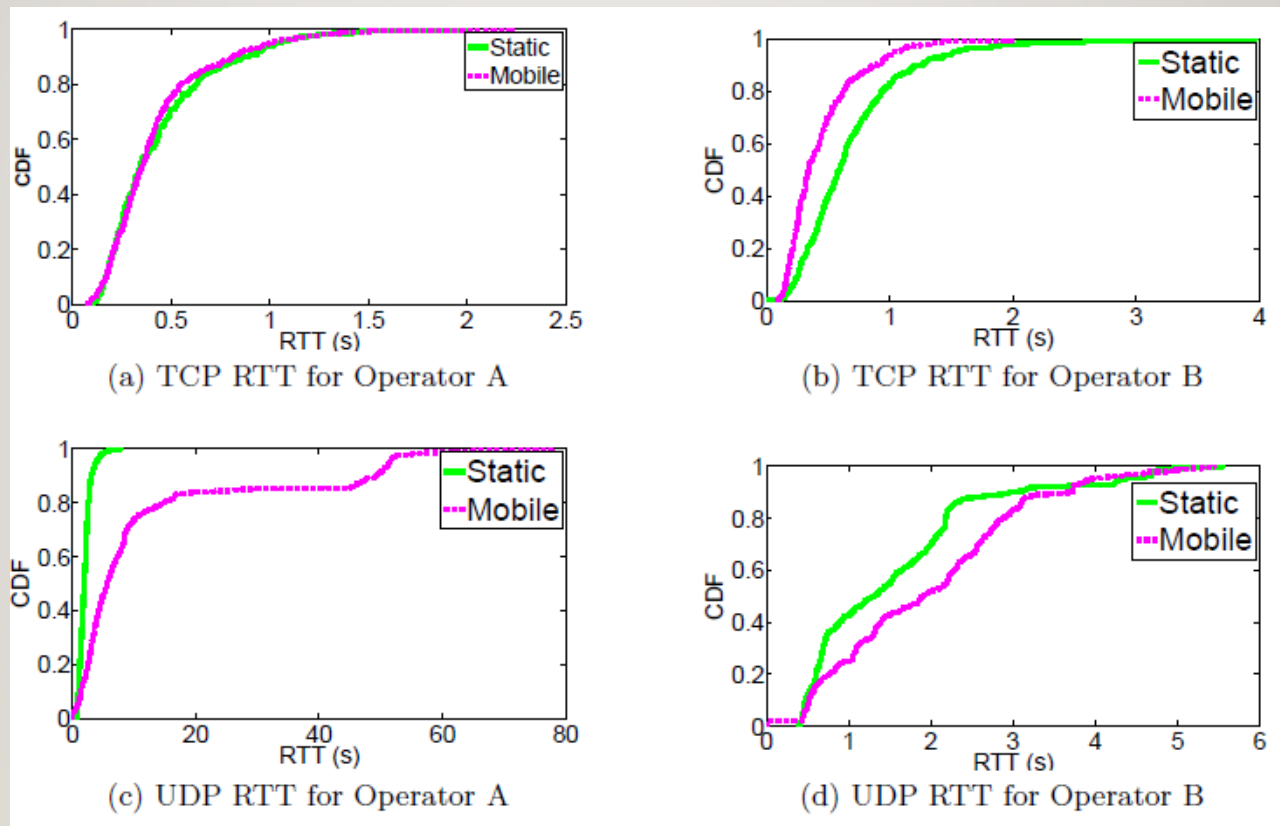 1
0.8
0.6
0.4
0.2
0
CDF
0 0.5 1 1.5 2 2.5
RTT (s)
Static
Mobile
(a) TCP RTT for Operator A
1
0.8
0.6
0.4
0.2
0
CDF
0 1 2 3 4
RTT (s)
Static
Mobile
(b) TCP RTT for Operator B
1
0.8
0.6
0.4
0.2
0
CDF
0 20 40 60 80
RTT (s)
Static
Mobile
(c) UDP RTT for Operator A
1
0.8
0.6
0.4
0.2
0
CDF
0 1 2 3 4 5 6
RTT (s)
Static
Mobile
(d) UDP RTT for Operator B